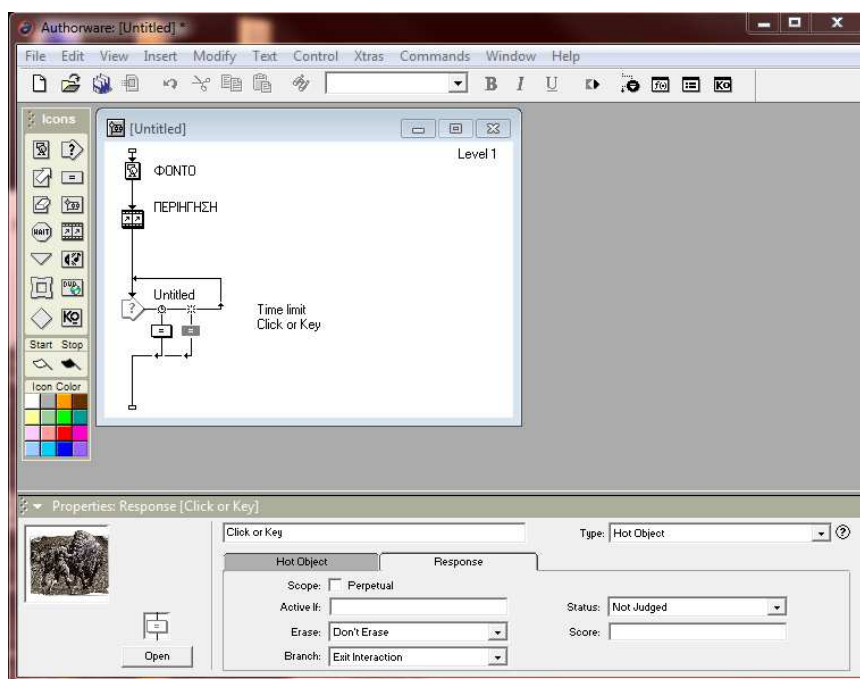 Authorware: [Untitled] *
File Edit View Insert Modify Text Control Xtras Commands Window Help
B I U
Icons
[Untitled]
Level 1
ΦΟΝΤΟ
ΠΕΡΙΗΓΗΣΗ
WAIT
Untitled
Time limit
Click or Key
KO
Start Stop
Icon Color
Properties: Response [Click or Key]
Click or Key
Type: Hot Object
Hot Object Response
Scope: Perpetual
Active If:
Status: Not Judged
Erase: Don't Erase
Score:
Open
Branch: Exit Interaction